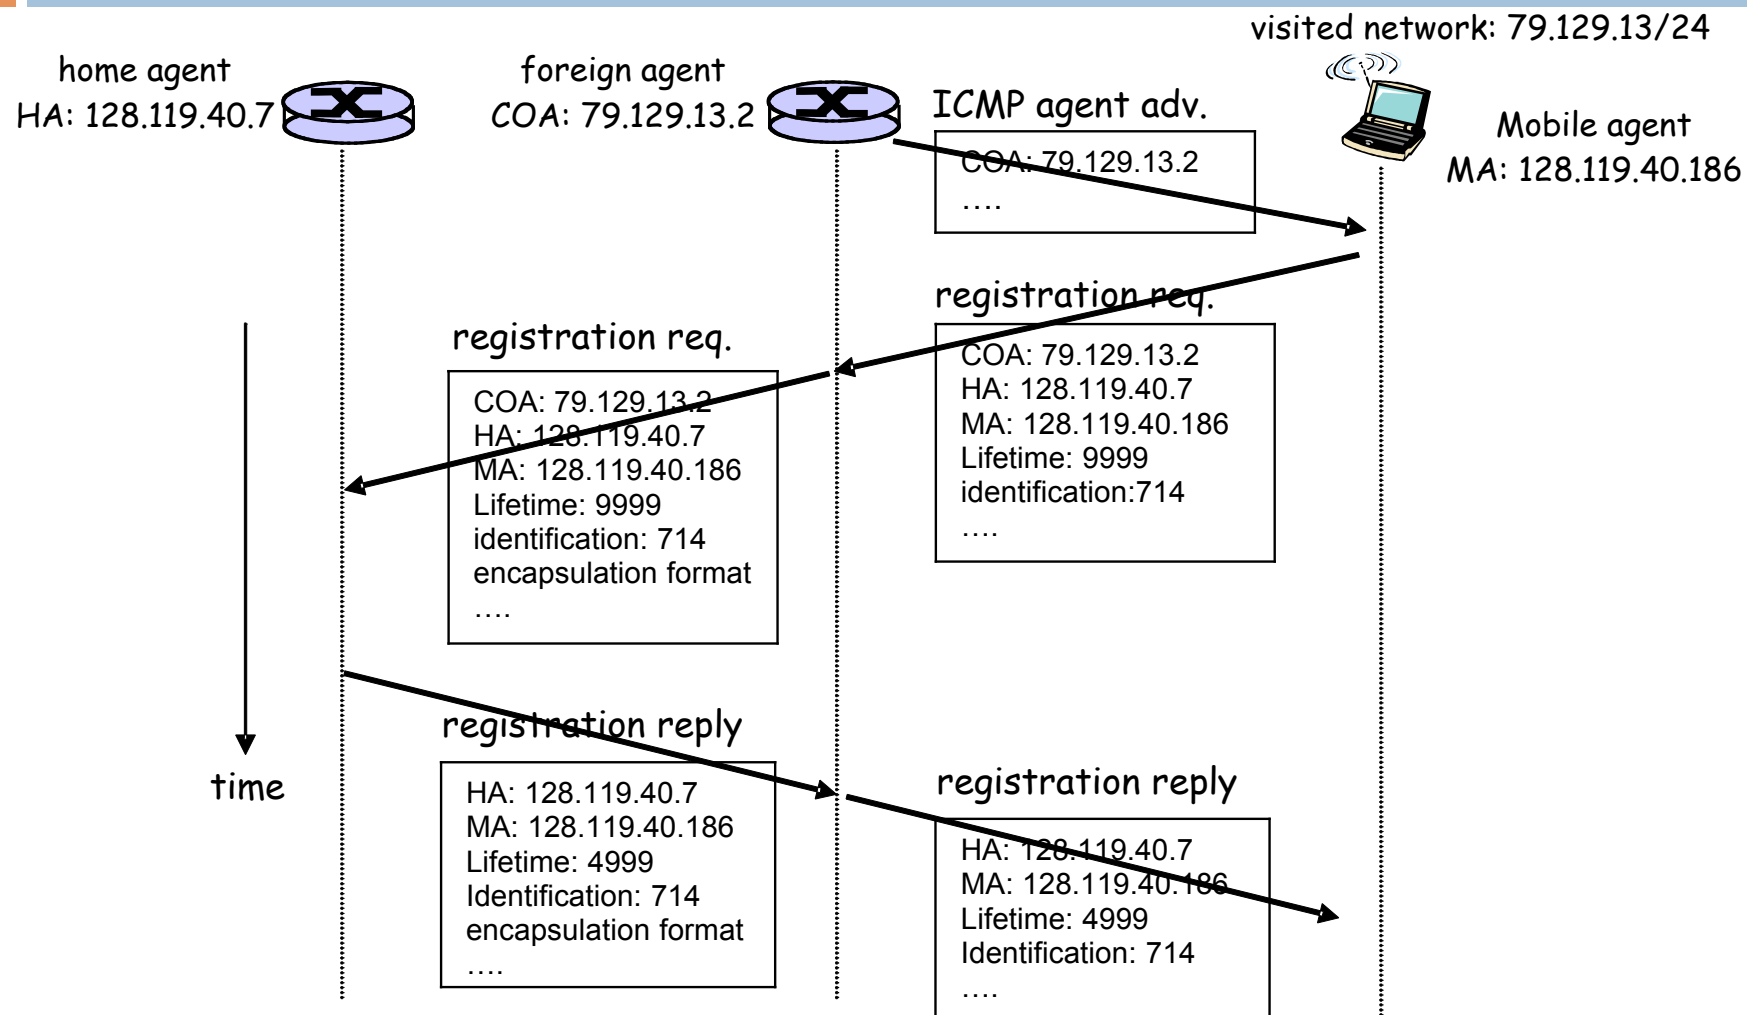 visited network: 79.129.13/24
home agent
HA: 128.119.40.7
foreign agent
COA: 79.129.13.2
ICMP agent adv.
COA: 79.129.13.2
….
Mobile agent
MA: 128.119.40.186
registration req.
COA: 79.129.13.2
HA: 128.119.40.7
MA: 128.119.40.186
Lifetime: 9999
identification:714
….
registration req.
COA: 79.129.13.2
HA: 128.119.40.7
MA: 128.119.40.186
Lifetime: 9999
identification: 714
encapsulation format
….
time
registration reply
HA: 128.119.40.7
MA: 128.119.40.186
Lifetime: 4999
Identification: 714
encapsulation format
….
registration reply
HA: 128.119.40.7
MA: 128.119.40.186
Lifetime: 4999
Identification: 714
….